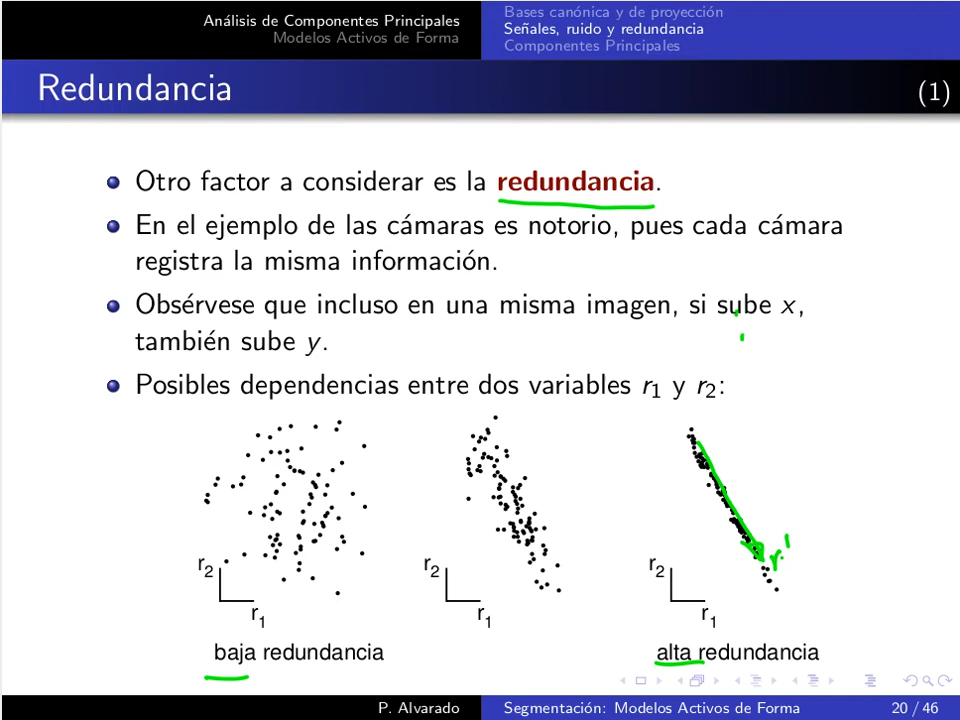 Análisis de Componentes Principales
Modelos Activos de Forma
Bases canónica y de proyección
Señales, ruido y redundancia
Componentes Principales
Redundancia (1)
Otro factor a considerar es la redundancia.
En el ejemplo de las cámaras es notorio, pues cada cámara
registra la misma información.
Obsérvese que incluso en una misma imagen, si sube x,
también sube y.
Posibles dependencias entre dos variables r1 y r2:
r2 r2 r2
r'
r1 r1 r1
baja redundancia alta redundancia
P. Alvarado Segmentación: Modelos Activos de Forma 20 / 46